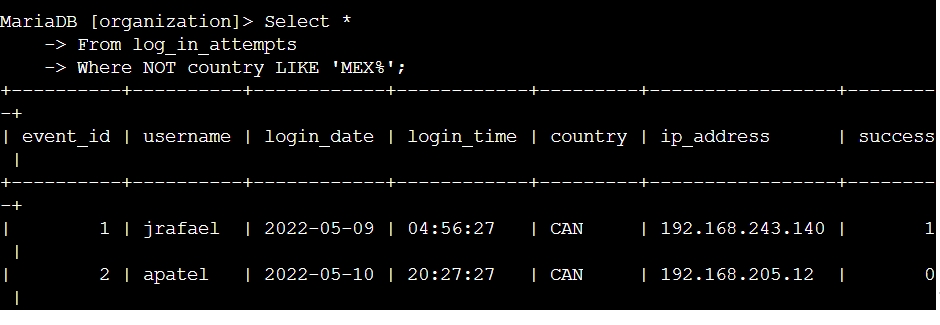 MariaDB [organization]> Select *
    -> From log_in_attempts
    -> Where NOT country LIKE 'MEX%';
+----------+----------+------------+------------+---------+-----------------+--------
-+
| event_id | username | login_date | login_time | country | ip_address      | success
 |
+----------+----------+------------+------------+---------+-----------------+--------
-+
|        1 | jrafael  | 2022-05-09 | 04:56:27   | CAN     | 192.168.243.140 |       1
 |
|        2 | apatel   | 2022-05-10 | 20:27:27   | CAN     | 192.168.205.12  |       0
 |